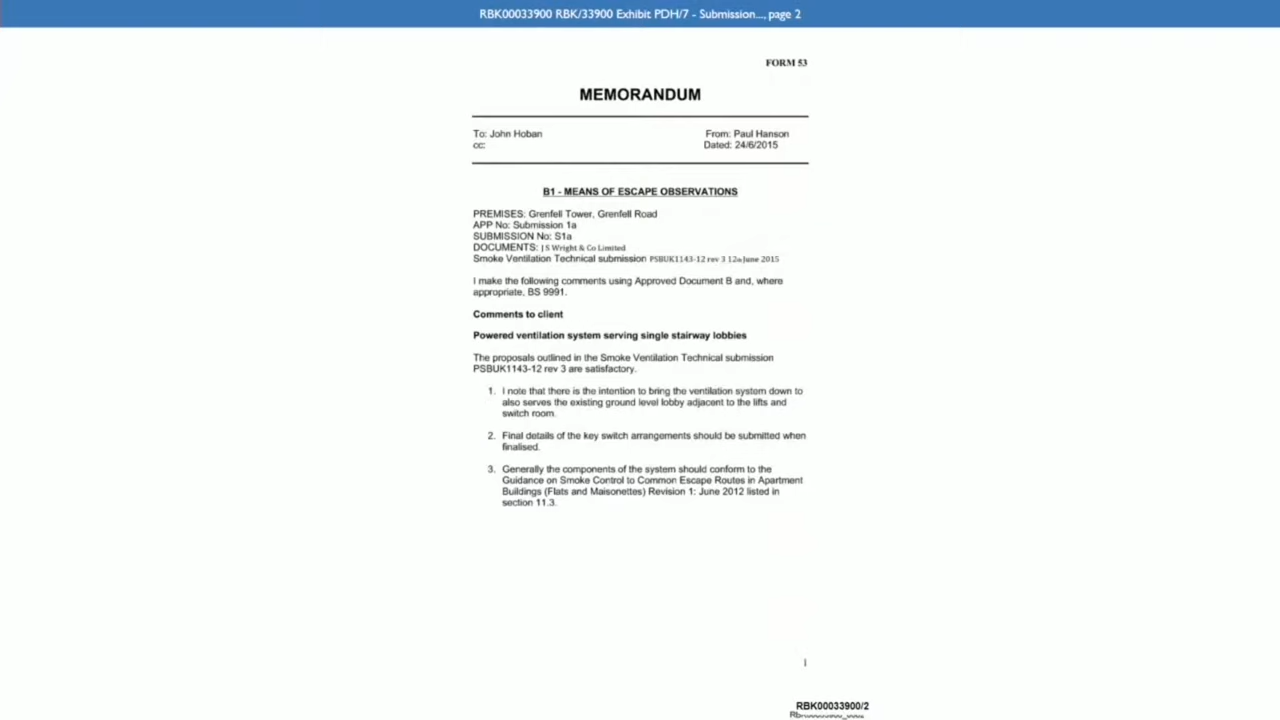 RBK00033900 RBK/33900 Exhibit PDH/7 - Submission..., page 2
FORM 53
MEMORANDUM
To: John Hoban
From: Paul Hanson
cc:
Dated: 24/6/2015
B1 - MEANS OF ESCAPE OBSERVATIONS
PREMISES: Grenfell Tower, Grenfell Road
APP No: Submission 1a
SUBMISSION No: S1a
DOCUMENTS: J S Wright & Co Limited
Smoke Ventilation Technical submission PSBUK1143-12 rev 3 12th June 2015
I make the following comments using Approved Document B and, where
appropriate, BS 9991.
Comments to client
Powered ventilation system serving single stairway lobbies
The proposals outlined in the Smoke Ventilation Technical submission
PSBUK1143-12 rev 3 are satisfactory.
1. I note that there is the intention to bring the ventilation system down to
also serves the existing ground level lobby adjacent to the lifts and
switch room.
2. Final details of the key switch arrangements should be submitted when
finalised.
3. Generally the components of the system should conform to the
Guidance on Smoke Control to Common Escape Routes in Apartment
Buildings (Flats and Maisonettes) Revision 1: June 2012 listed in
section 11.3.
1
RBK00033900/2